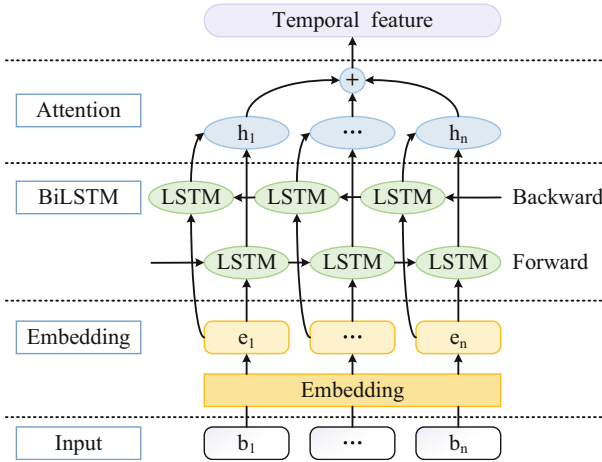 Temporal feature
+
Attention
h1 ... hn
BiLSTM
LSTM LSTM LSTM
Backward
LSTM LSTM LSTM
Forward
Embedding
e1 ... en
Embedding
Input
b1 ... bn